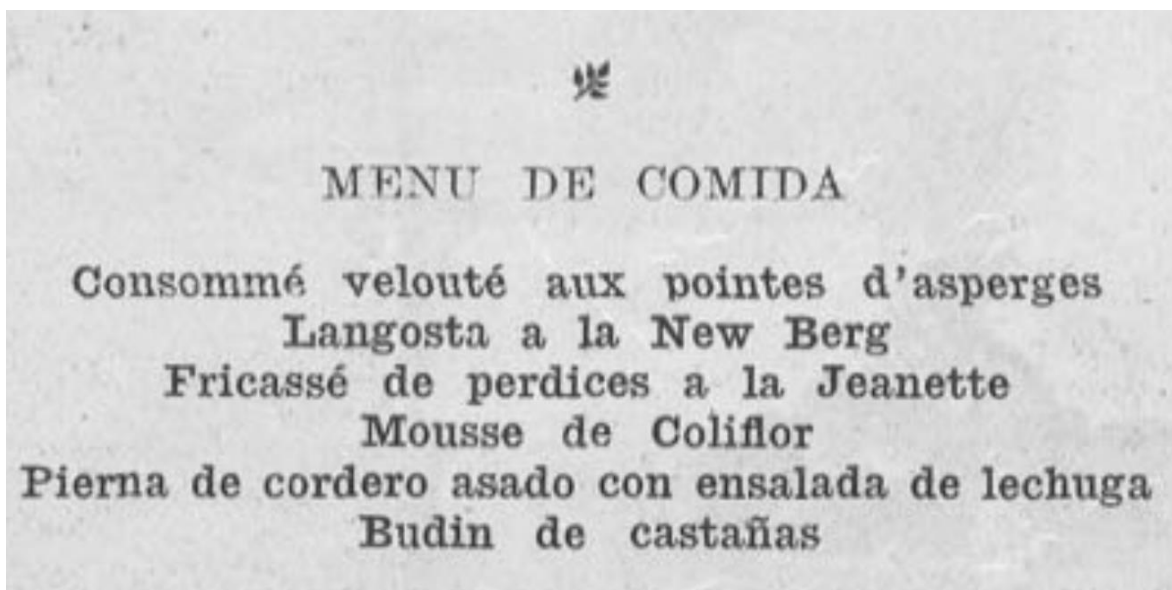 MENU DE COMIDA
Consommé velouté aux pointes d'asperges
Langosta a la New Berg
Fricassé de perdices a la Jeanette
Mousse de Coliflor
Pierna de cordero asado con ensalada de lechuga
Budin de castañas